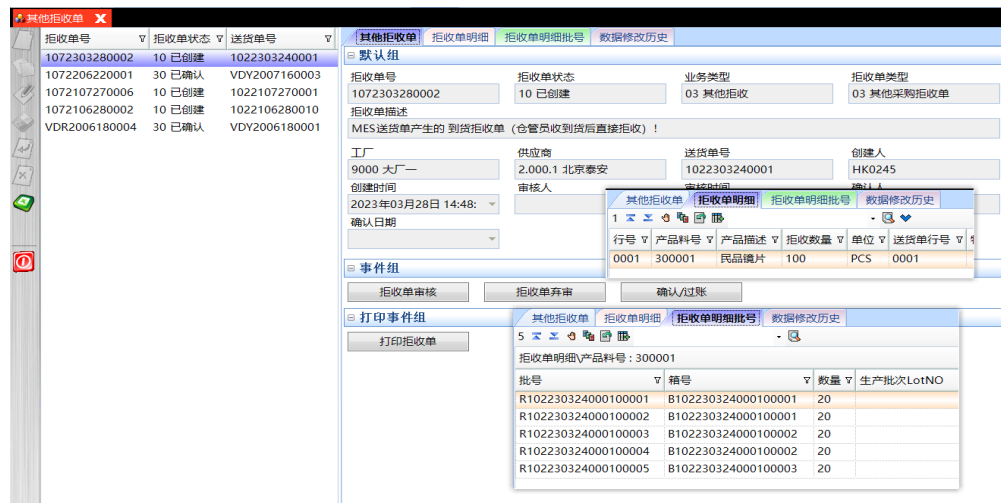 其他拒收单 X
拒收单号 拒收单状态 送货单号
1072303280002 10 已创建 1022303240001
1072206220001 30 已确认 VDY2007160003
1072107270006 10 已创建 1022107270001
1072106280002 10 已创建 1022106280010
VDR2006180004 30 已确认 VDY2006180001
其他拒收单 拒收单明细 拒收单明细批号 数据修改历史
默认组
拒收单号 拒收单状态 业务类型 拒收单类型
1072303280002 10 已创建 03 其他拒收 03 其他采购拒收单
拒收单描述
MES送货单产生的 到货拒收单（仓管员收到货后直接拒收）！
工厂 供应商 送货单号 创建人
9000 大厂一 2.000.1 北京泰安 1022303240001 HK0245
创建时间 审核人 审核时间 确认人
2023年03月28日 14:48:
确认日期
事件组
拒收单审核 拒收单弃审 确认/过账
打印事件组
打印拒收单
其他拒收单 拒收单明细 拒收单明细批号 数据修改历史
1
行号 产品料号 产品描述 拒收数量 单位 送货单行号
0001 300001 民品镜片 100 PCS 0001
其他拒收单 拒收单明细 拒收单明细批号 数据修改历史
5
拒收单明细\产品料号 : 300001
批号 箱号 数量 生产批次LotNO
R102230324000100001 B102230324000100001 20
R102230324000100002 B102230324000100001 20
R102230324000100003 B102230324000100002 20
R102230324000100004 B102230324000100002 20
R102230324000100005 B102230324000100003 20